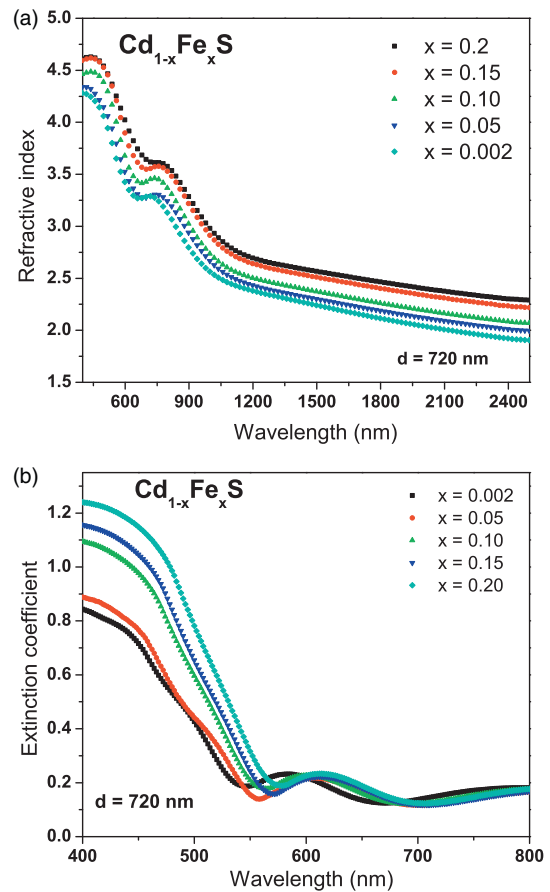 (a)
Cd1-xFexS
x = 0.2
x = 0.15
x = 0.10
x = 0.05
x = 0.002
5.0
4.5
4.0
3.5
3.0
2.5
2.0
1.5
Refractive index
d = 720 nm
600 900 1200 1500 1800 2100 2400
Wavelength (nm)
(b)
Cd1-xFexS
x = 0.002
x = 0.05
x = 0.10
x = 0.15
x = 0.20
1.2
1.0
0.8
0.6
0.4
0.2
0.0
Extinction coefficient
d = 720 nm
400 500 600 700 800
Wavelength (nm)